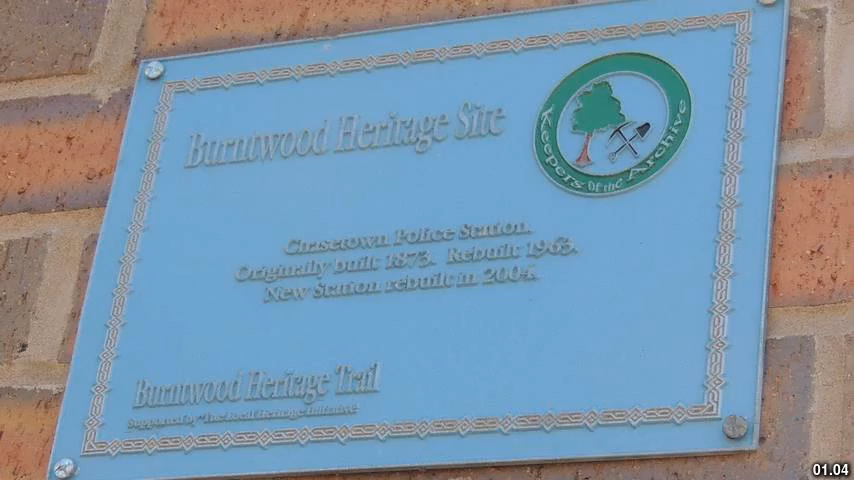 Burntwood Heritage Site
Keepers of the Archive
Chasetown Police Station.
Originally built 1873. Rebuilt 1963.
New Station rebuilt in 2004.
Burntwood Heritage Trail
Supported by "The Local Heritage Initiative"
01.04